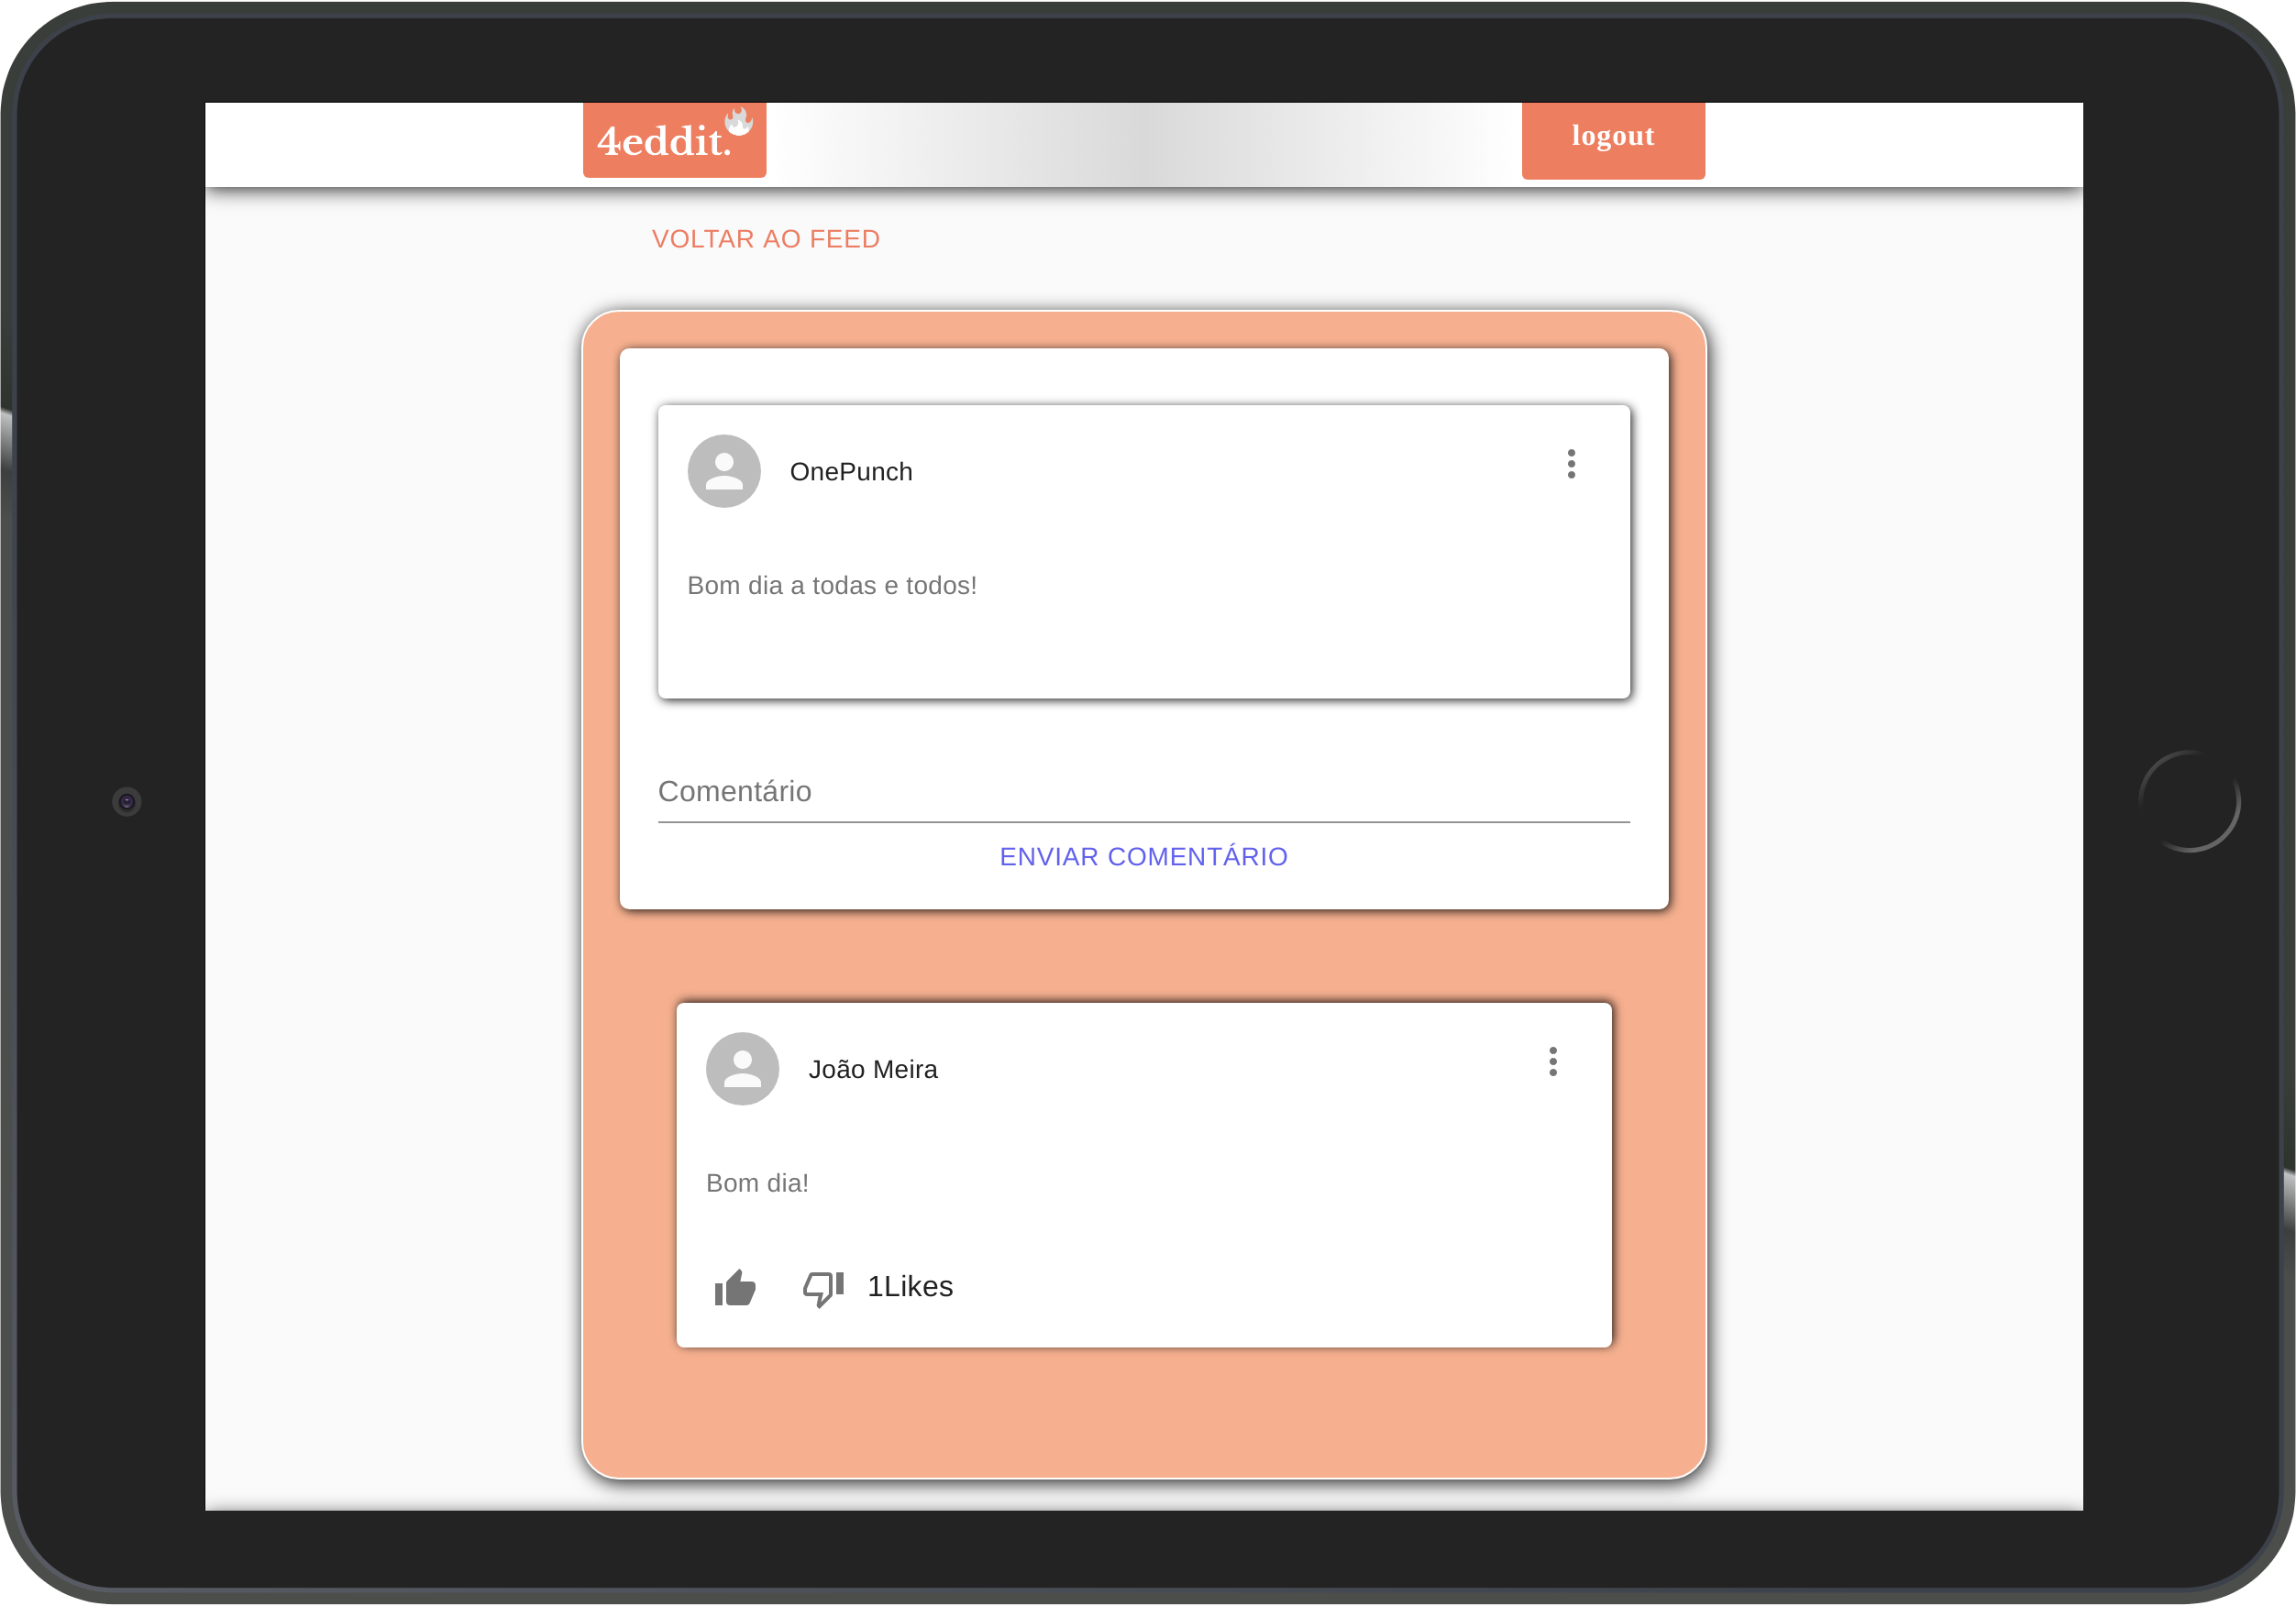 4eddit.
logout
VOLTAR AO FEED
OnePunch
Bom dia a todas e todos!
Comentário
ENVIAR COMENTÁRIO
João Meira
Bom dia!
1Likes